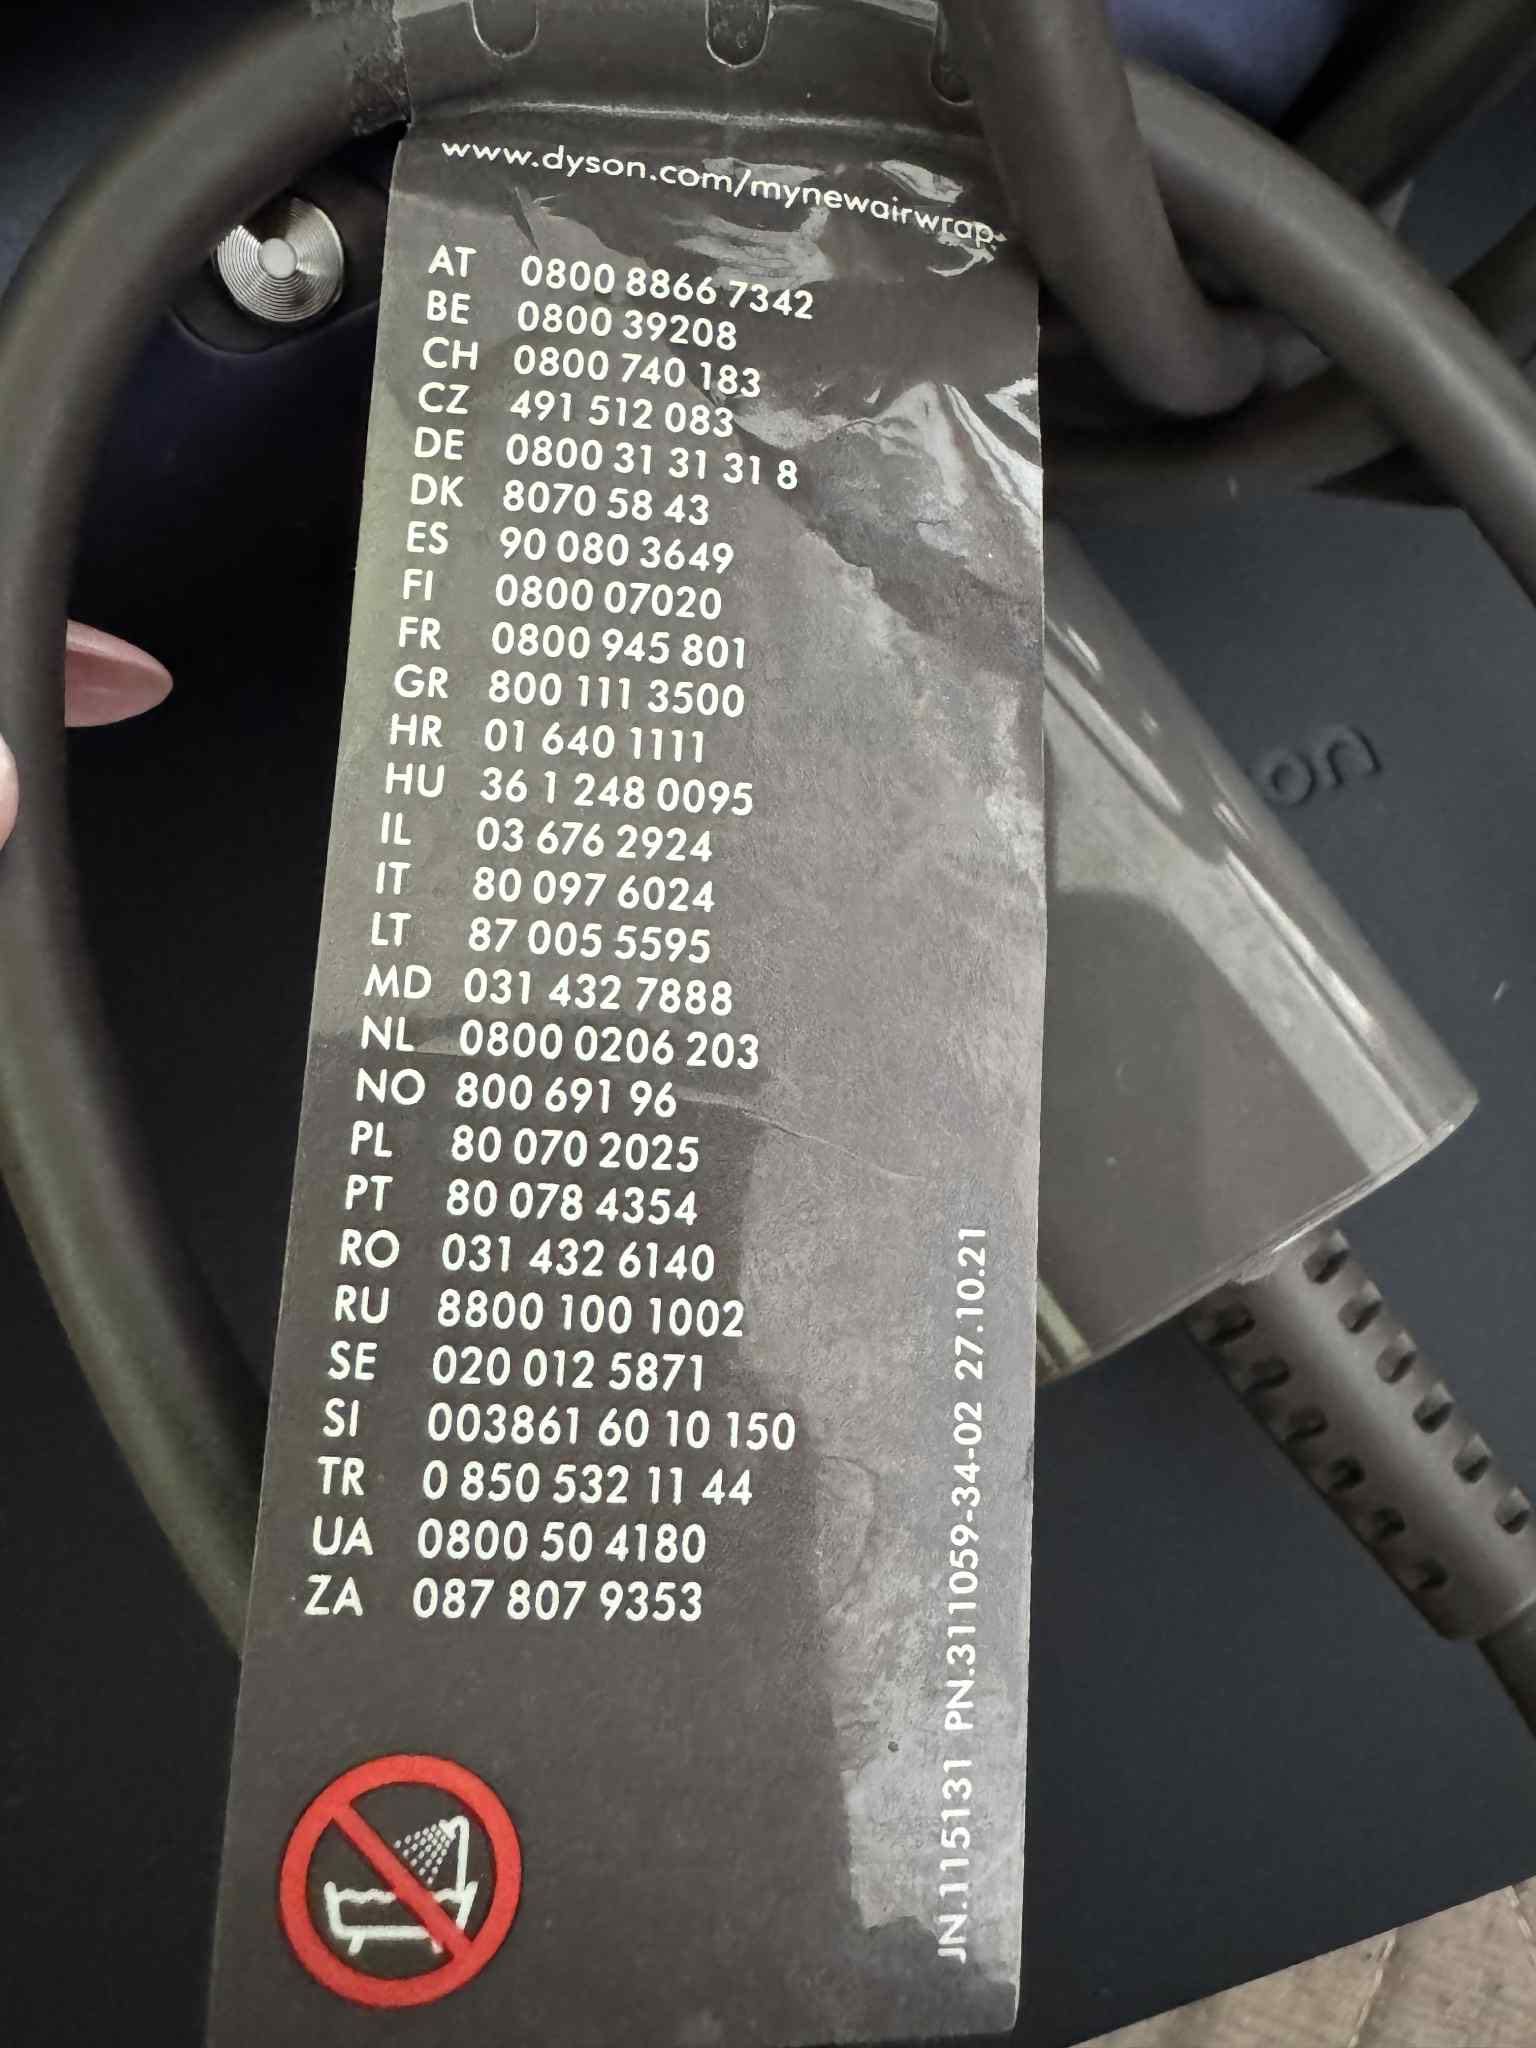 www.dyson.com/mynewairwrap
AT 0800 8866 7342
BE 0800 39208
CH 0800 740 183
CZ 491 512 083
DE 0800 31 31 31 8
DK 8070 58 43
ES 90 080 3649
FI 0800 07020
FR 0800 945 801
GR 800 111 3500
HR 01 640 1111
HU 36 1 248 0095
IL 03 676 2924
IT 80 097 6024
LT 87 005 5595
MD 031 432 7888
NL 0800 0206 203
NO 800 691 96
PL 80 070 2025
PT 80 078 4354
RO 031 432 6140
RU 8800 100 1002
SE 020 012 5871
SI 003861 60 10 150
TR 0 850 532 11 44
UA 0800 50 4180
ZA 087 807 9353
JN.115131 PN.311059-34-02 27.10.21